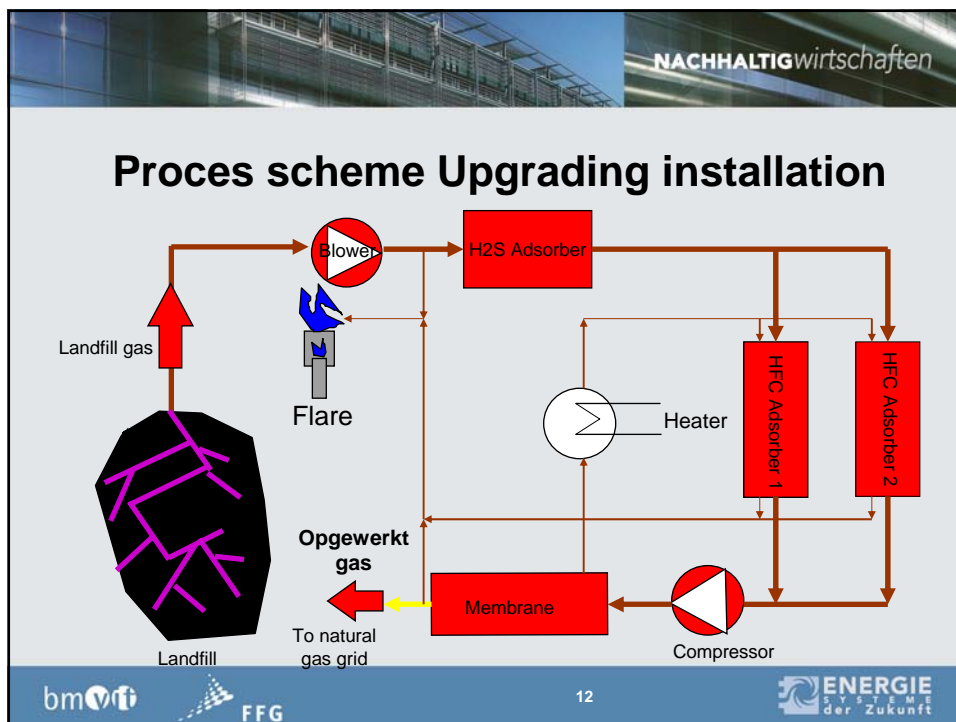 NACHHALTIGwirtschaften
Proces scheme Upgrading installation
Blower
H2S Adsorber
Landfill gas
HFC Adsorber 1
HFC Adsorber 2
Flare
Heater
Opgewerkt
gas
Membrane
To natural
gas grid
Compressor
Landfill
bmvit
FFG
12
ENERGIE
SYSTEME
der Zukunft